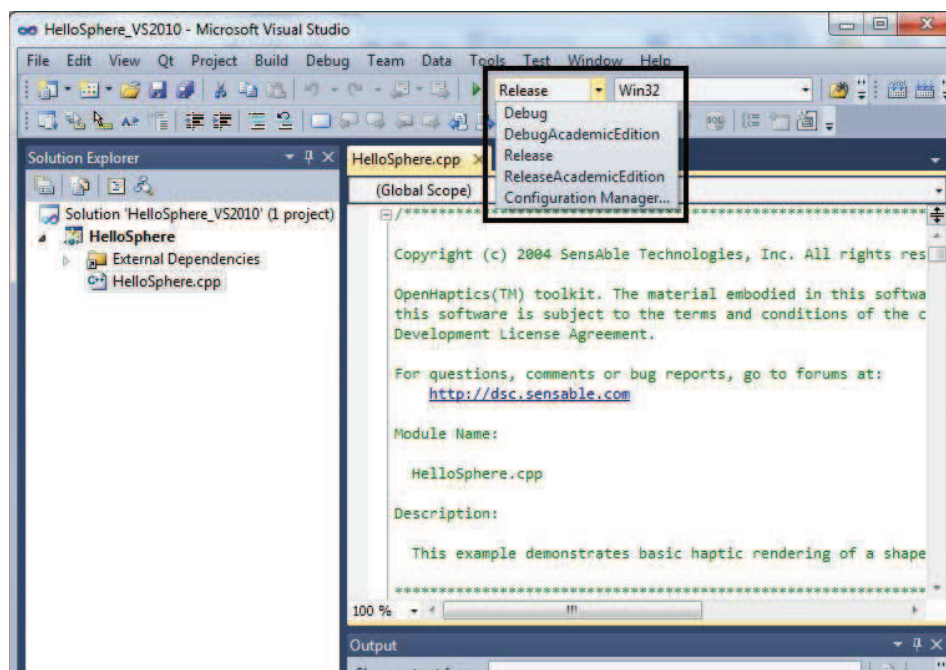 HelloSphere_VS2010 - Microsoft Visual Studio
File Edit View Qt Project Build Debug Team Data Tools Test Window Help
Release Win32
Debug
DebugAcademicEdition
Release
ReleaseAcademicEdition
Configuration Manager...
Solution Explorer
Solution 'HelloSphere_VS2010' (1 project)
HelloSphere
External Dependencies
HelloSphere.cpp
HelloSphere.cpp
(Global Scope)
/******************************************************************
Copyright (c) 2004 SensAble Technologies, Inc. All rights res
OpenHaptics(TM) toolkit. The material embodied in this softwa
this software is subject to the terms and conditions of the c
Development License Agreement.
For questions, comments or bug reports, go to forums at:
http://dsc.sensable.com
Module Name:
HelloSphere.cpp
Description:
This example demonstrates basic haptic rendering of a shape
******************************************************************
100 %
Output